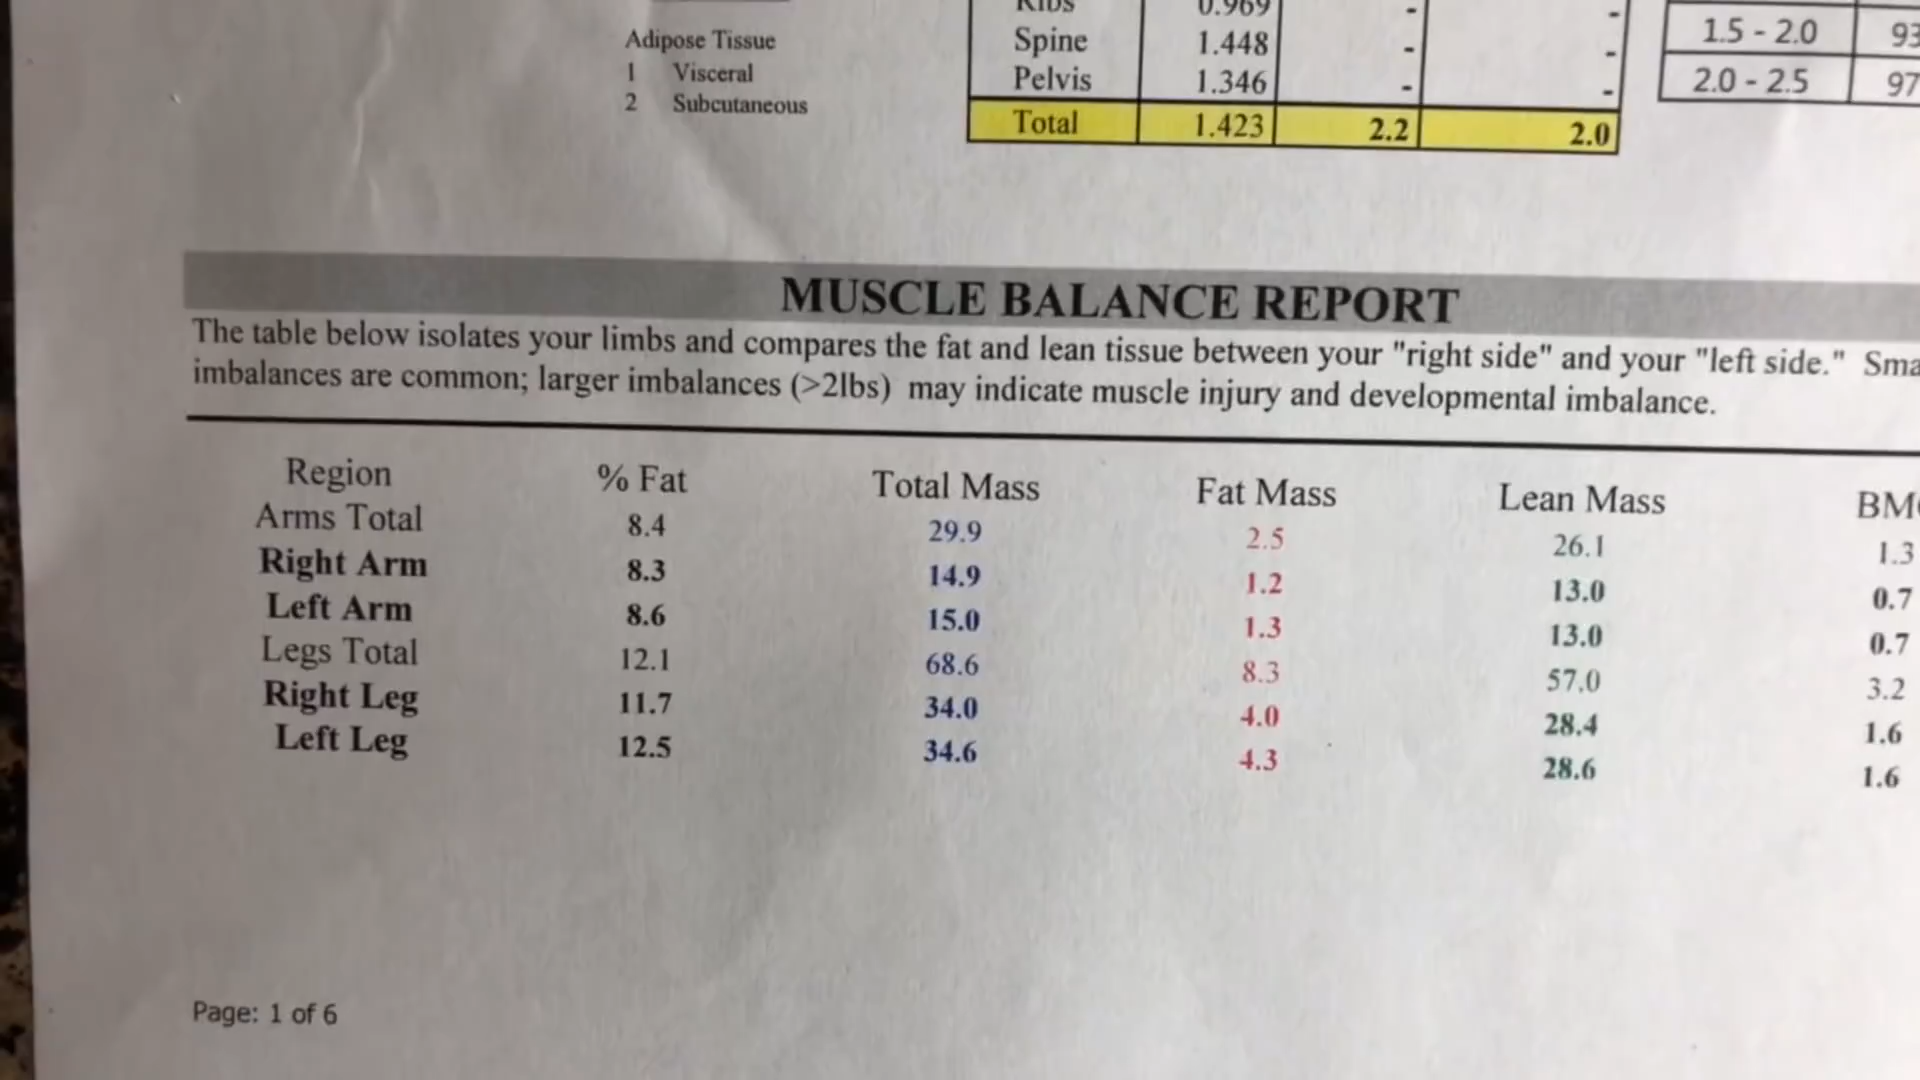 Ribs 0.969 - -
Adipose Tissue
1 Visceral
2 Subcutaneous
Spine 1.448 - -
Pelvis 1.346 - -
Total 1.423 2.2 2.0
1.5 - 2.0 93
2.0 - 2.5 97
MUSCLE BALANCE REPORT
The table below isolates your limbs and compares the fat and lean tissue between your "right side" and your "left side." Sma
imbalances are common; larger imbalances (>2lbs) may indicate muscle injury and developmental imbalance.
Region % Fat Total Mass Fat Mass Lean Mass BM
Arms Total 8.4 29.9 2.5 26.1 1.3
Right Arm 8.3 14.9 1.2 13.0 0.7
Left Arm 8.6 15.0 1.3 13.0 0.7
Legs Total 12.1 68.6 8.3 57.0 3.2
Right Leg 11.7 34.0 4.0 28.4 1.6
Left Leg 12.5 34.6 4.3 28.6 1.6
Page: 1 of 6